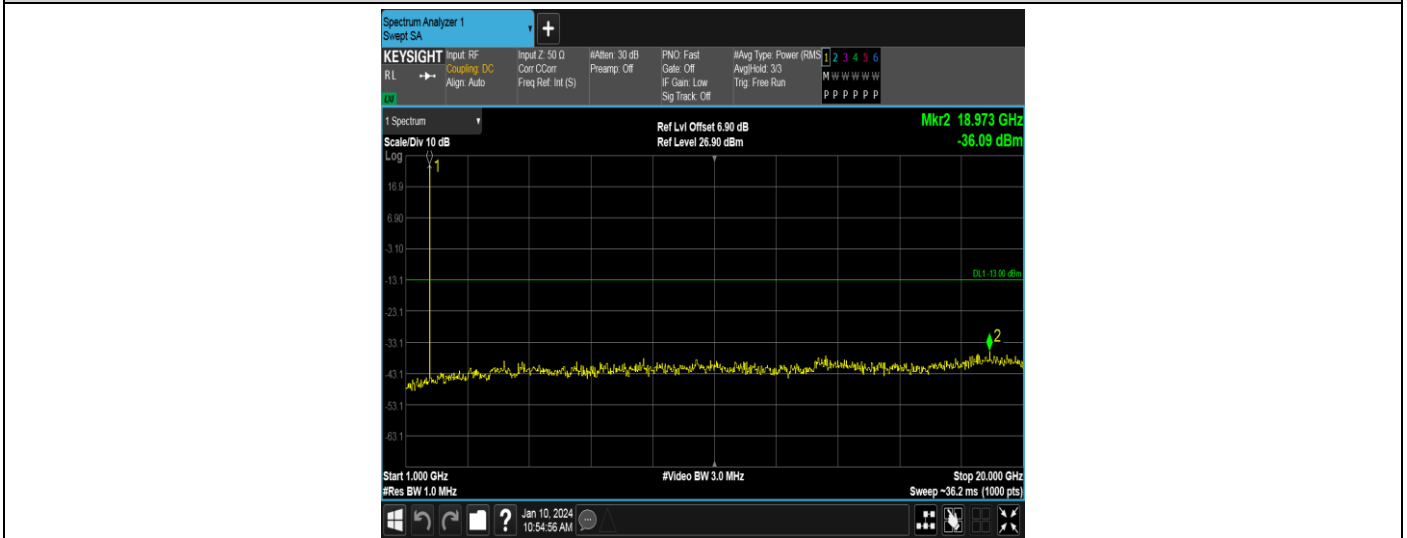 Spectrum Analyzer 1
Swept SA
+
KEYSIGHT
RL
Input: RF
Coupling: DC
Align: Auto
Input Z: 50 Ω
Corr CCorr
Freq Ref: Int (S)
#Atten: 30 dB
Preamp: Off
PNO: Fast
Gate: Off
IF Gain: Low
Sig Track: Off
#Avg Type: Power (RMS
Avg|Hold: 3/3
Trig: Free Run
1 2 3 4 5 6
M W W W W W
P P P P P P
1 Spectrum
Scale/Div 10 dB
Log
Ref Lvl Offset 6.90 dB
Ref Level 26.90 dBm
Mkr2 18.973 GHz
-36.09 dBm
1
16.9
6.90
-3.10
DL1 -13.00 dBm
-13.1
-23.1
2
-33.1
-43.1
-53.1
-63.1
Start 1.000 GHz
#Res BW 1.0 MHz
#Video BW 3.0 MHz
Stop 20.000 GHz
Sweep ~36.2 ms (1000 pts)
?
Jan 10, 2024
10:54:56 AM